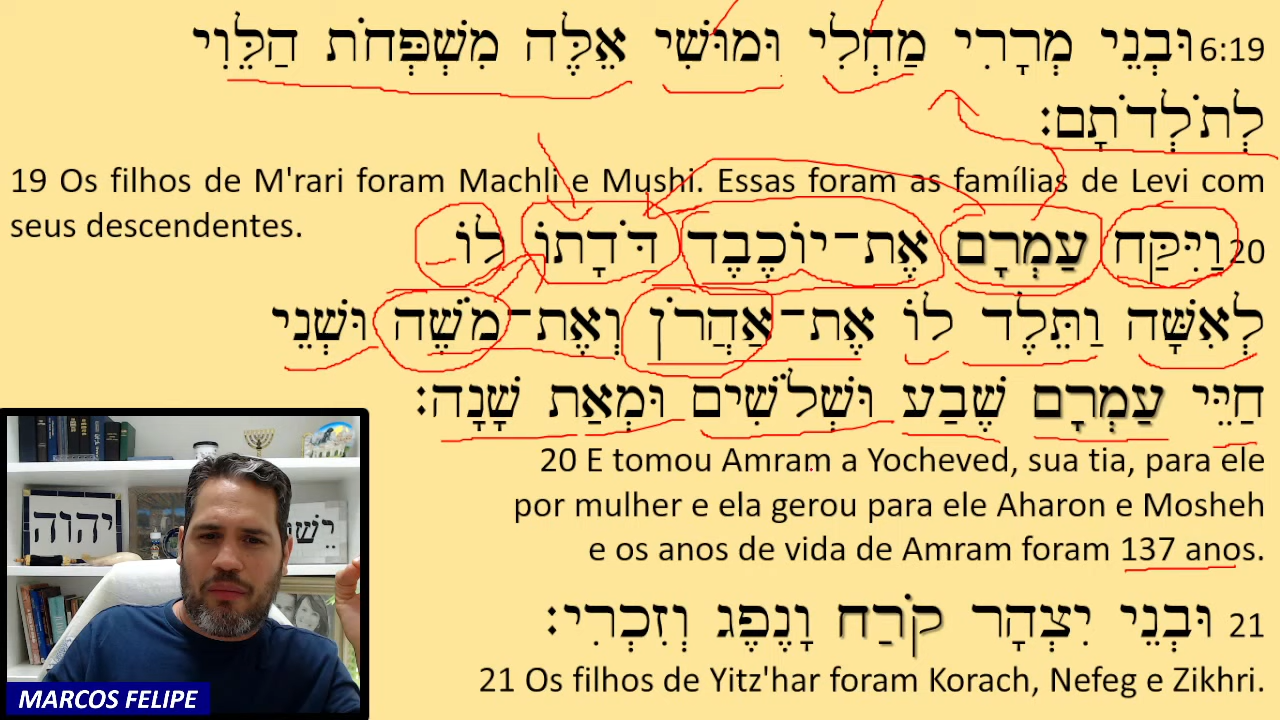 6:19 וּבְנֵי מְרָרִי מַחְלִי וּמוּשִׁי אֵלֶּה מִשְׁפְּחֹת הַלֵּוִי
לְתֹלְדֹתָם׃
19 Os filhos de M'rari foram Machli e Mushi. Essas foram as famílias de Levi com
seus descendentes.
20 וַיִּקַּח עַמְרָם אֶת־יוֹכֶבֶד דֹּדָתוֹ לוֹ
לְאִשָּׁה וַתֵּלֶד לוֹ אֶת־אַהֲרֹן וְאֶת־מֹשֶׁה וּשְׁנֵי
חַיֵּי עַמְרָם שֶׁבַע וּשְׁלֹשִׁים וּמְאַת שָׁנָה׃
20 E tomou Amram a Yocheved, sua tia, para ele
por mulher e ela gerou para ele Aharon e Mosheh
e os anos de vida de Amram foram 137 anos.
21 וּבְנֵי יִצְהָר קֹרַח וָנֶפֶג וְזִכְרִי׃
21 Os filhos de Yitz'har foram Korach, Nefeg e Zikhri.
יהוה
MARCOS FELIPE